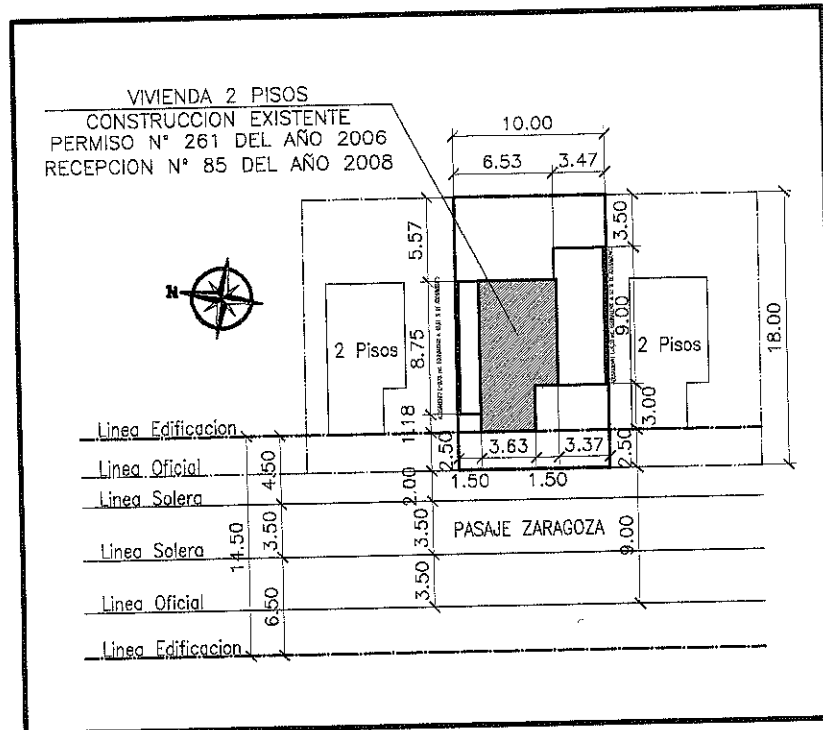 VIVIENDA 2 PISOS
CONSTRUCCION EXISTENTE
PERMISO N° 261 DEL AÑO 2006
RECEPCION N° 85 DEL AÑO 2008
10.00
6.53
3.47
5.57
3.50
N
2 Pisos
8.75
9.00
2 Pisos
18.00
1.18
3.00
Linea Edificacion
2.50
3.63
3.37
2.50
Linea Oficial
4.50
2.00
1.50
1.50
Linea Solera
14.50
3.50
3.50
PASAJE ZARAGOZA
9.00
Linea Solera
Linea Oficial
6.50
3.50
Linea Edificacion